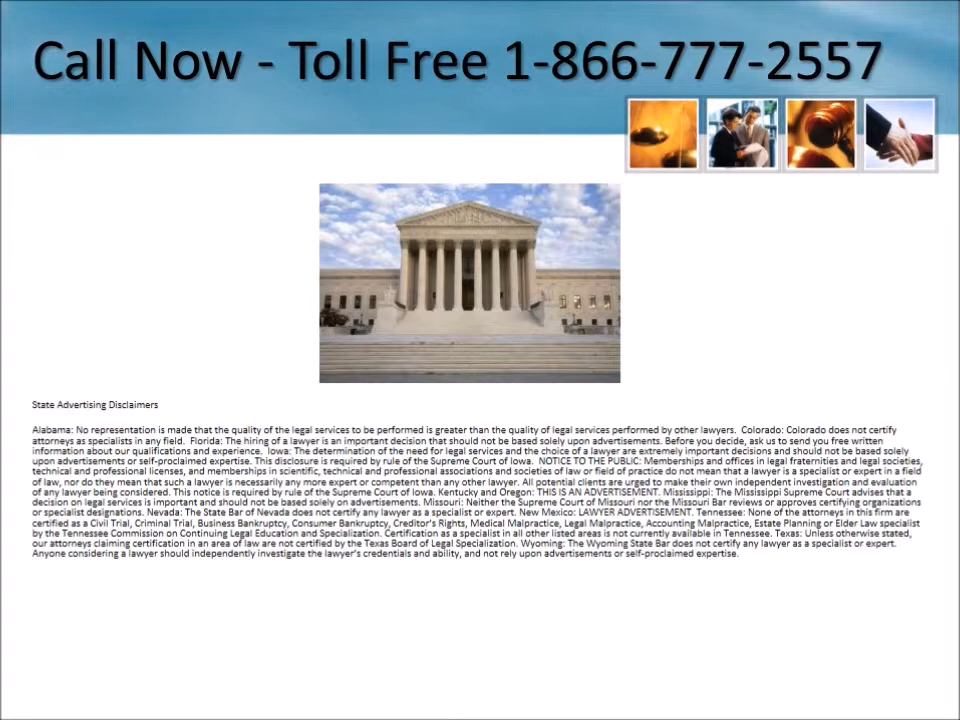 Call Now - Toll Free 1-866-777-2557
State Advertising Disclaimers
Alabama: No representation is made that the quality of the legal services to be performed is greater than the quality of legal services performed by other lawyers.  Colorado: Colorado does not certify
attorneys as specialists in any field.  Florida: The hiring of a lawyer is an important decision that should not be based solely upon advertisements. Before you decide, ask us to send you free written
information about our qualifications and experience.  Iowa: The determination of the need for legal services and the choice of a lawyer are extremely important decisions and should not be based solely
upon advertisements or self-proclaimed expertise. This disclosure is required by rule of the Supreme Court of Iowa.  NOTICE TO THE PUBLIC: Memberships and offices in legal fraternities and legal societies,
technical and professional licenses, and memberships in scientific, technical and professional associations and societies of law or field of practice do not mean that a lawyer is a specialist or expert in a field
of law, nor do they mean that such a lawyer is necessarily any more expert or competent than any other lawyer. All potential clients are urged to make their own independent investigation and evaluation
of any lawyer being considered. This notice is required by rule of the Supreme Court of Iowa. Kentucky and Oregon: THIS IS AN ADVERTISEMENT. Mississippi: The Mississippi Supreme Court advises that a
decision on legal services is important and should not be based solely on advertisements. Missouri: Neither the Supreme Court of Missouri nor the Missouri Bar reviews or approves certifying organizations
or specialist designations. Nevada: The State Bar of Nevada does not certify any lawyer as a specialist or expert. New Mexico: LAWYER ADVERTISEMENT. Tennessee: None of the attorneys in this firm are
certified as a Civil Trial, Criminal Trial, Business Bankruptcy, Consumer Bankruptcy, Creditor's Rights, Medical Malpractice, Legal Malpractice, Accounting Malpractice, Estate Planning or Elder Law specialist
by the Tennessee Commission on Continuing Legal Education and Specialization. Certification as a specialist in all other listed areas is not currently available in Tennessee. Texas: Unless otherwise stated,
our attorneys claiming certification in an area of law are not certified by the Texas Board of Legal Specialization. Wyoming: The Wyoming State Bar does not certify any lawyer as a specialist or expert.
Anyone considering a lawyer should independently investigate the lawyer's credentials and ability, and not rely upon advertisements or self-proclaimed expertise.